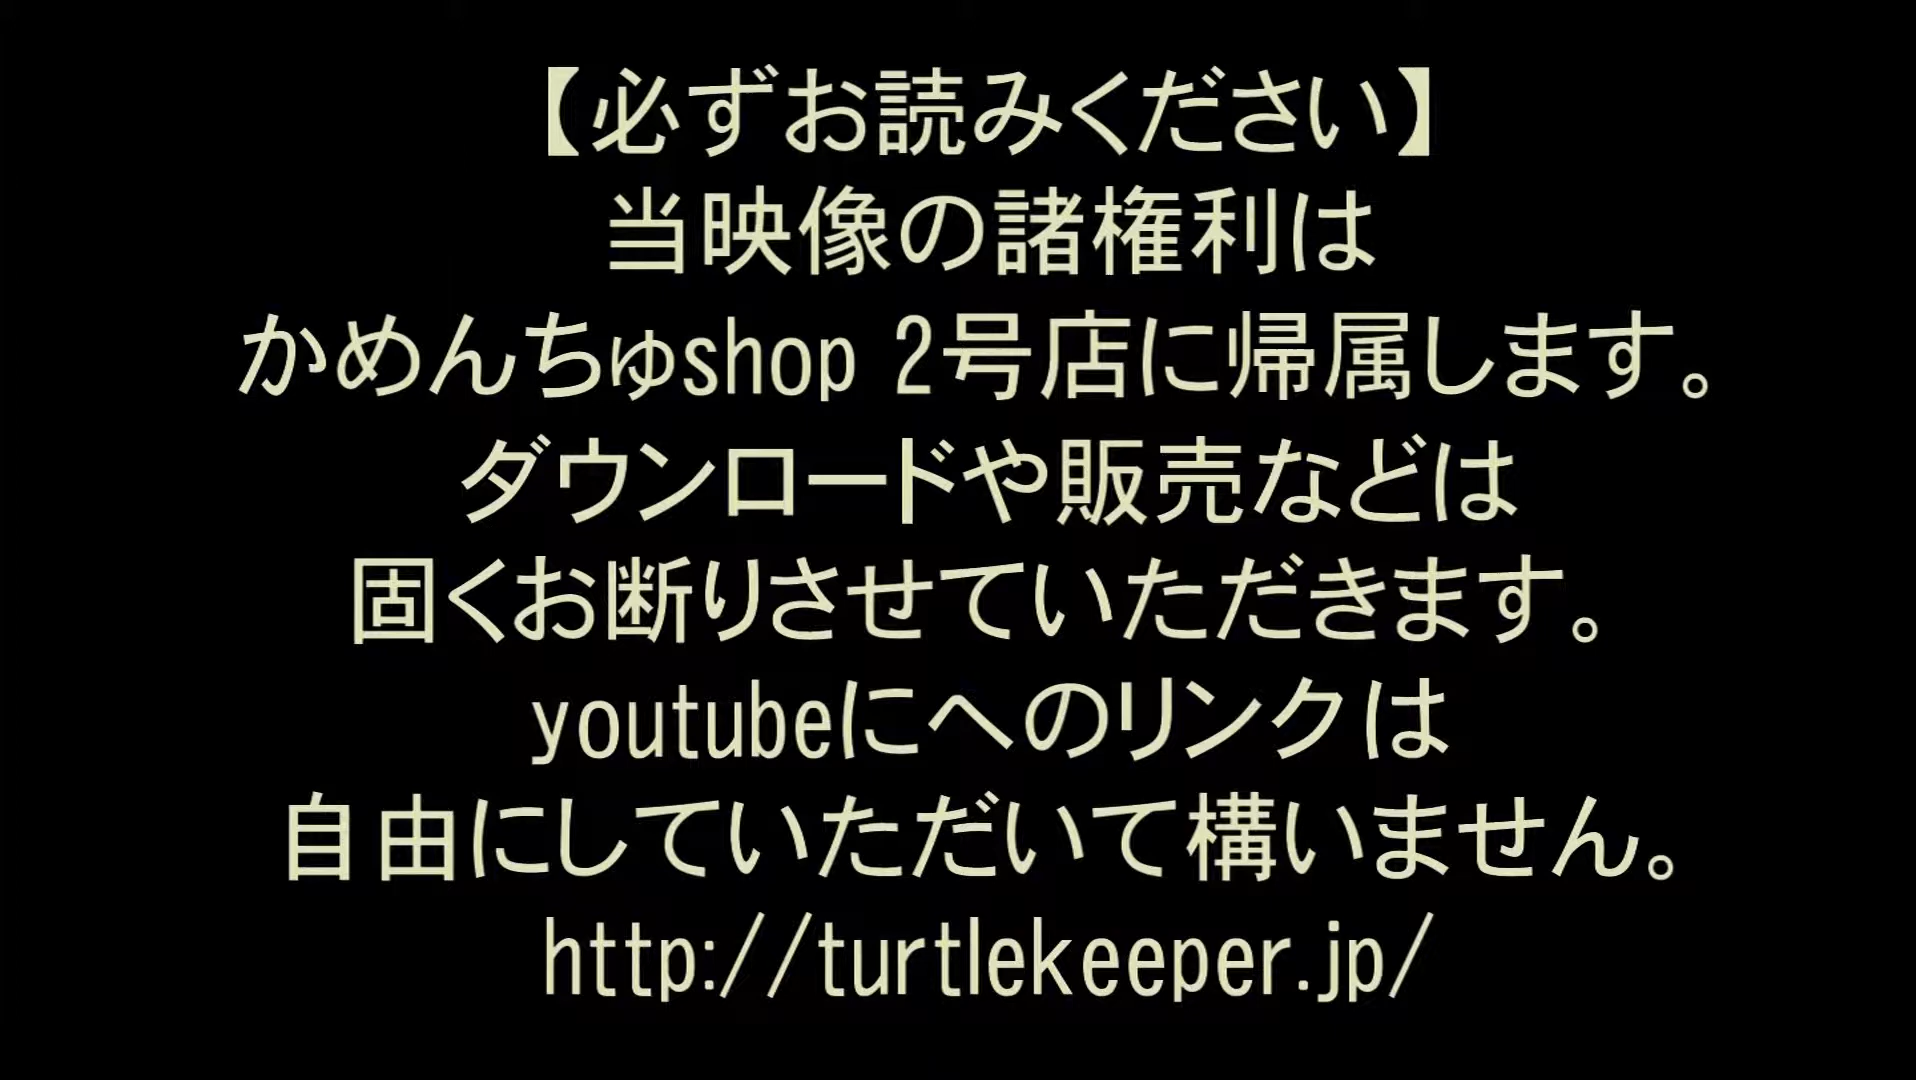 【必ずお読みください】
当映像の諸権利は
かめんちゅshop 2号店に帰属します。
ダウンロードや販売などは
固くお断りさせていただきます。
youtubeにへのリンクは
自由にしていただいて構いません。
http://turtlekeeper.jp/